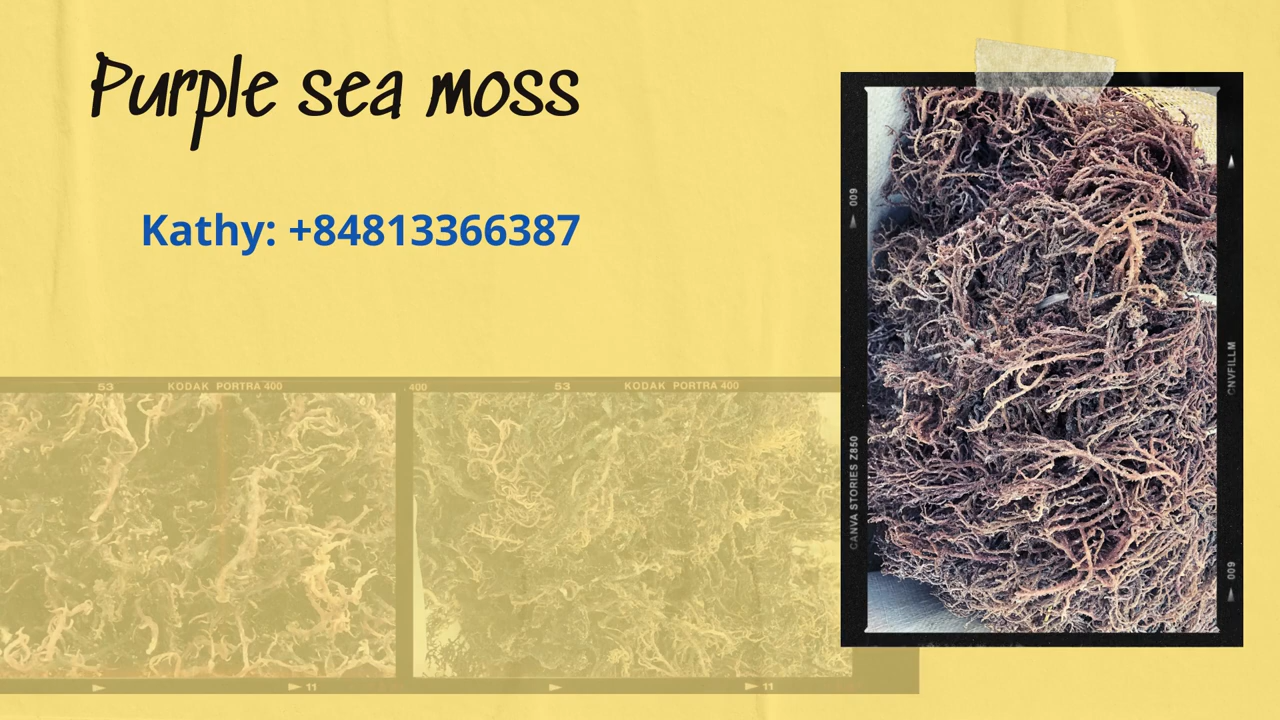 Purple sea moss
Kathy: +84813366387
53 KODAK PORTRA 400 400 53 KODAK PORTRA 400
11 11
009
CANVA STORIES Z850
CNVFILLM
009